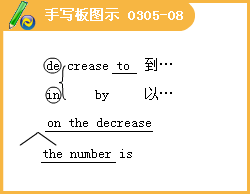 手写板图示 0305-08
decrease to 到…
in by 以…
on the decrease
the number is